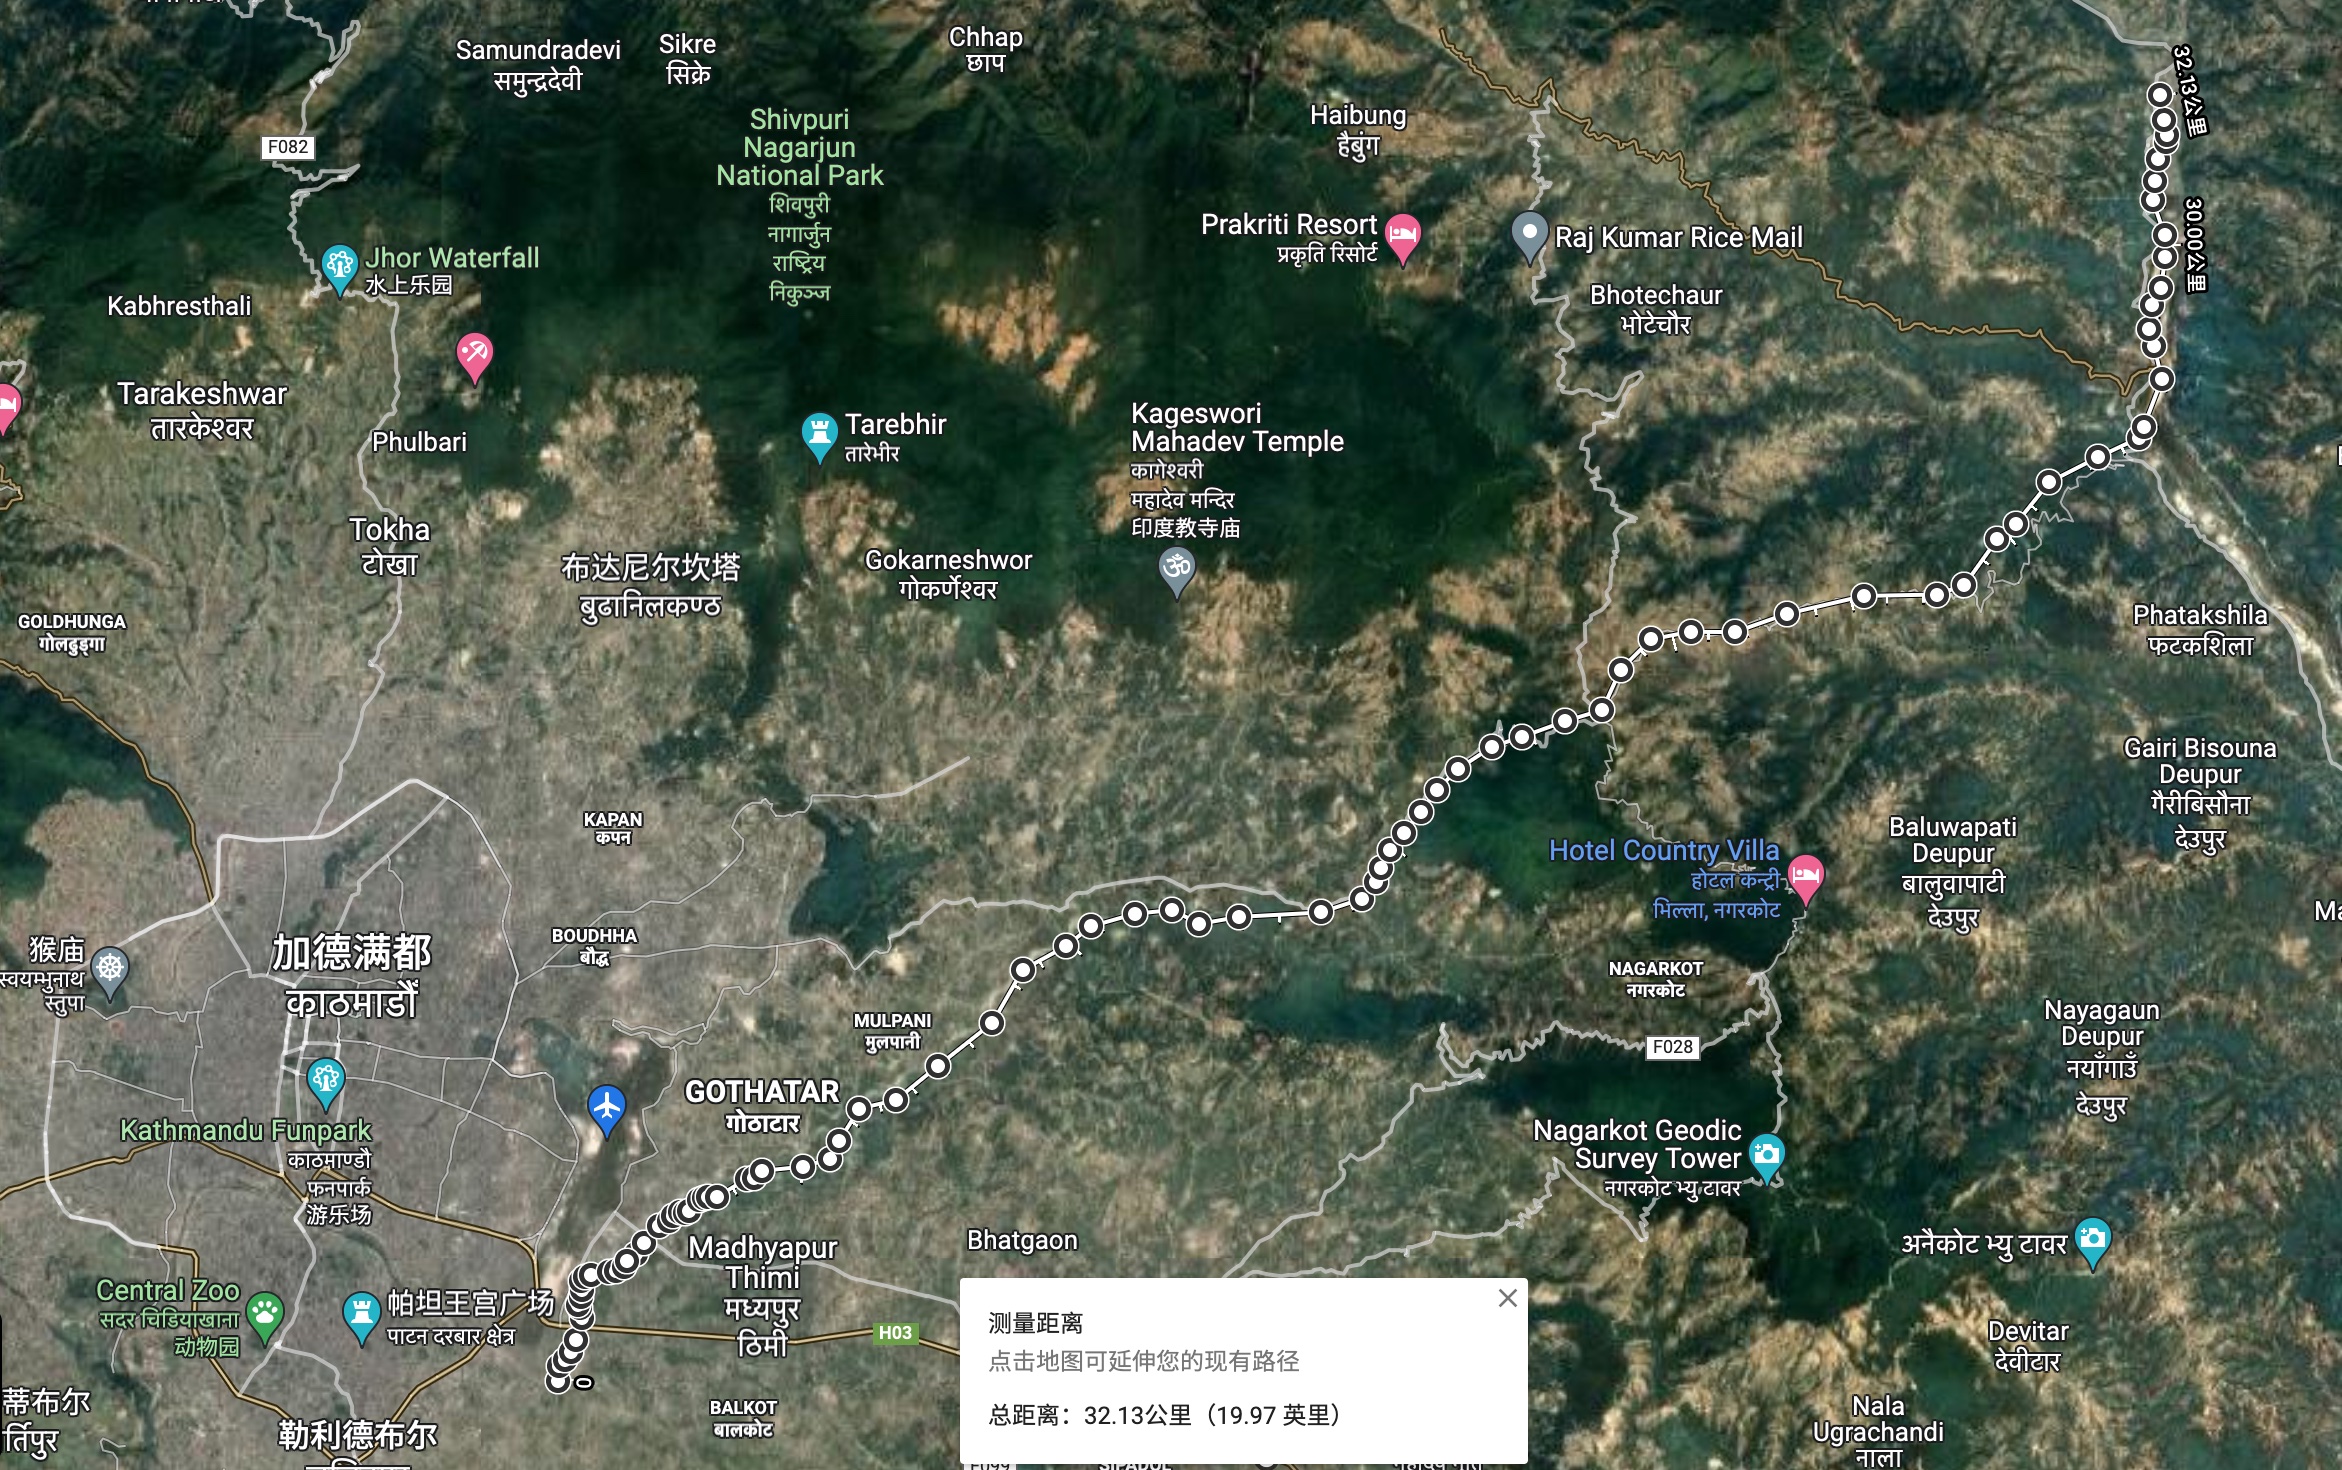 Samundradevi
समुन्द्रदेवी
Sikre
सिक्रे
Chhap
छाप
32.13公里
F082
Shivpuri
Nagarjun
National Park
शिवपुरी
नागार्जुन
राष्ट्रिय
निकुञ्ज
Haibung
हैबुंग
Prakriti Resort
प्रकृति रिसोर्ट
Raj Kumar Rice Mail
30.00公里
Jhor Waterfall
水上乐园
Kabhresthali
Bhotechaur
भोटेचौर
Tarakeshwar
तारकेश्वर
Phulbari
Tarebhir
तारेभीर
Kageswori
Mahadev Temple
कागेश्वरी
महादेव मन्दिर
印度教寺庙
Tokha
टोखा
布达尼尔坎塔
बुढानिलकण्ठ
Gokarneshwor
गोकर्णेश्वर
GOLDHUNGA
गोलढुङ्गा
Phatakshila
फटकशिला
Gairi Bisouna
Deupur
गैरीबिसौना
देउपुर
KAPAN
कपन
Hotel Country Villa
होटल कन्ट्री
भिल्ला, नगरकोट
Baluwapati
Deupur
बालुवापाटी
देउपुर
Ma
猴庙
स्वयम्भुनाथ
स्तुपा
加德满都
काठमाडौं
BOUDHHA
बौद्ध
NAGARKOT
नगरकोट
MULPANI
मुलपानी
Nayagaun
Deupur
नयाँगाउँ
देउपुर
F028
GOTHATAR
गोठाटार
Kathmandu Funpark
काठमाण्डौ
फनपार्क
游乐场
Nagarkot Geodic
Survey Tower
नगरकोट भ्यु टावर
Madhyapur
Thimi
मध्यपुर
ठिमी
Bhatgaon
अनैकोट भ्यु टावर
Central Zoo
सदर चिडियाखाना
动物园
帕坦王宫广场
पाटन दरबार क्षेत्र
H03
Devitar
देवीटार
0
测量距离
点击地图可延伸您的现有路径
总距离：32.13公里（19.97 英里）
蒂布尔
र्तिपुर
勒利德布尔
BALKOT
बालकोट
Nala
Ugrachandi
नाला